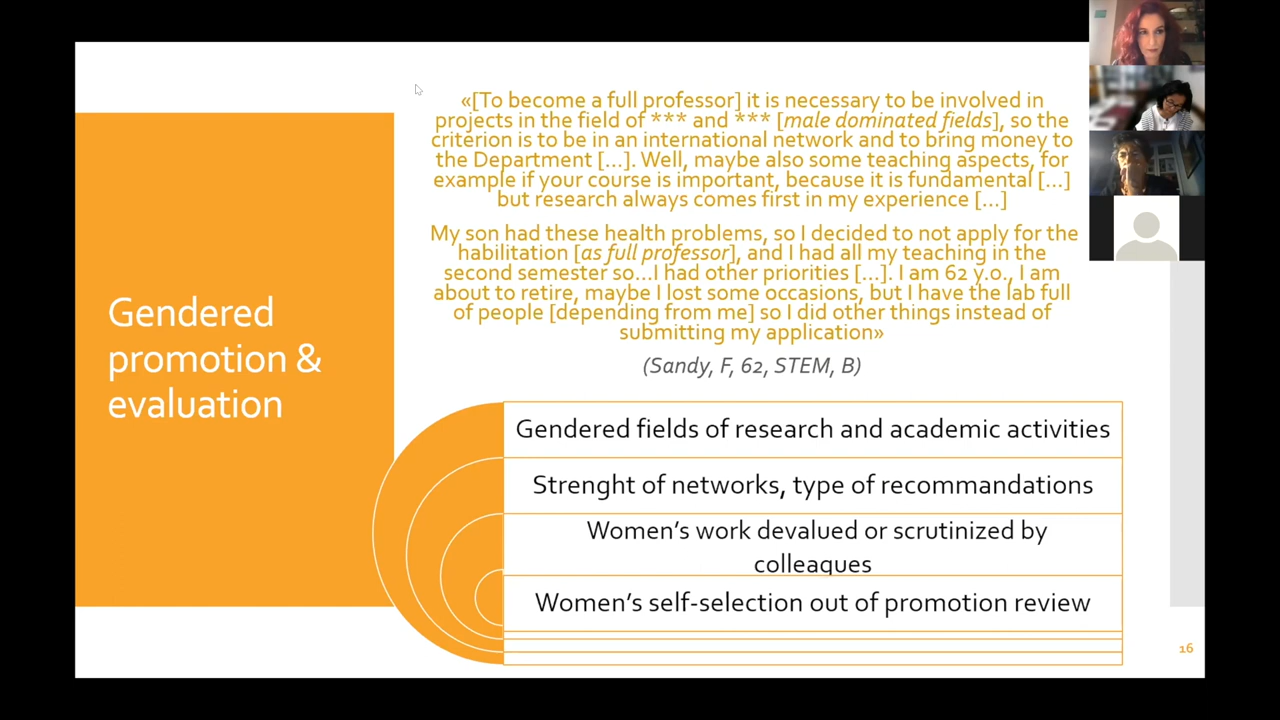 Gendered
promotion &
evaluation
«[To become a full professor] it is necessary to be involved in
projects in the field of *** and *** [male dominated fields], so the
criterion is to be in an international network and to bring money to
the Department [...]. Well, maybe also some teaching aspects, for
example if your course is important, because it is fundamental [...]
but research always comes first in my experience [...]
My son had these health problems, so I decided to not apply for the
habilitation [as full professor], and I had all my teaching in the
second semester so...I had other priorities [...]. I am 62 y.o., I am
about to retire, maybe I lost some occasions, but I have the lab full
of people [depending from me] so I did other things instead of
submitting my application»
(Sandy, F, 62, STEM, B)
Gendered fields of research and academic activities
Strenght of networks, type of recommandations
Women's work devalued or scrutinized by
colleagues
Women's self-selection out of promotion review
16